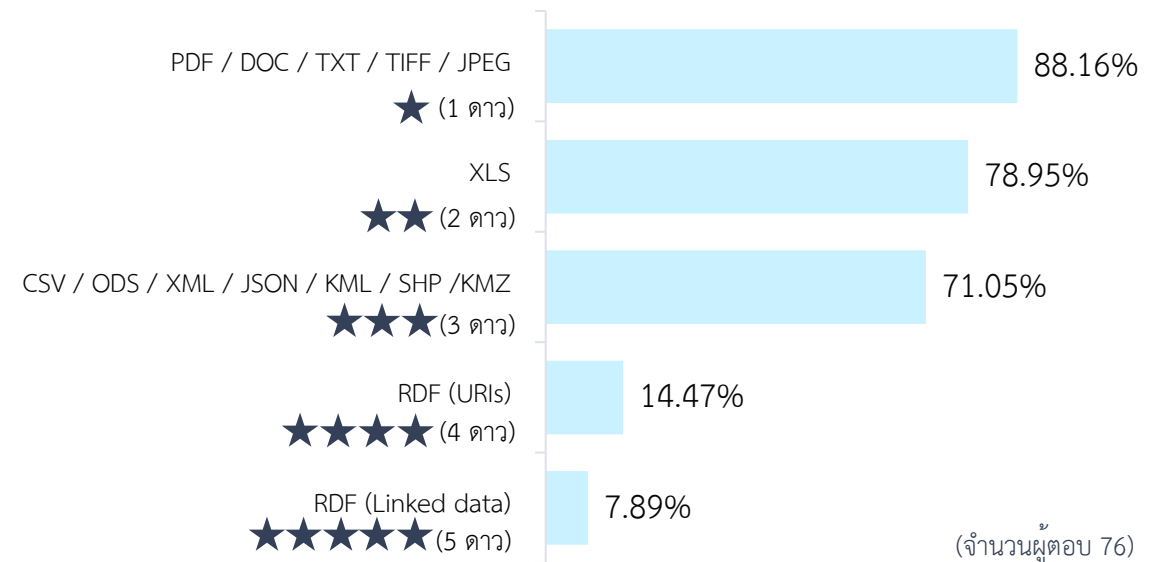 PDF / DOC / TXT / TIFF / JPEG
88.16%
★ (1 ดาว)
XLS
78.95%
★★ (2 ดาว)
CSV / ODS / XML / JSON / KML / SHP /KMZ
71.05%
★★★ (3 ดาว)
RDF (URIs)
14.47%
★★★★ (4 ดาว)
RDF (Linked data)
7.89%
★★★★★ (5 ดาว)
(จำนวนผู้ตอบ 76)